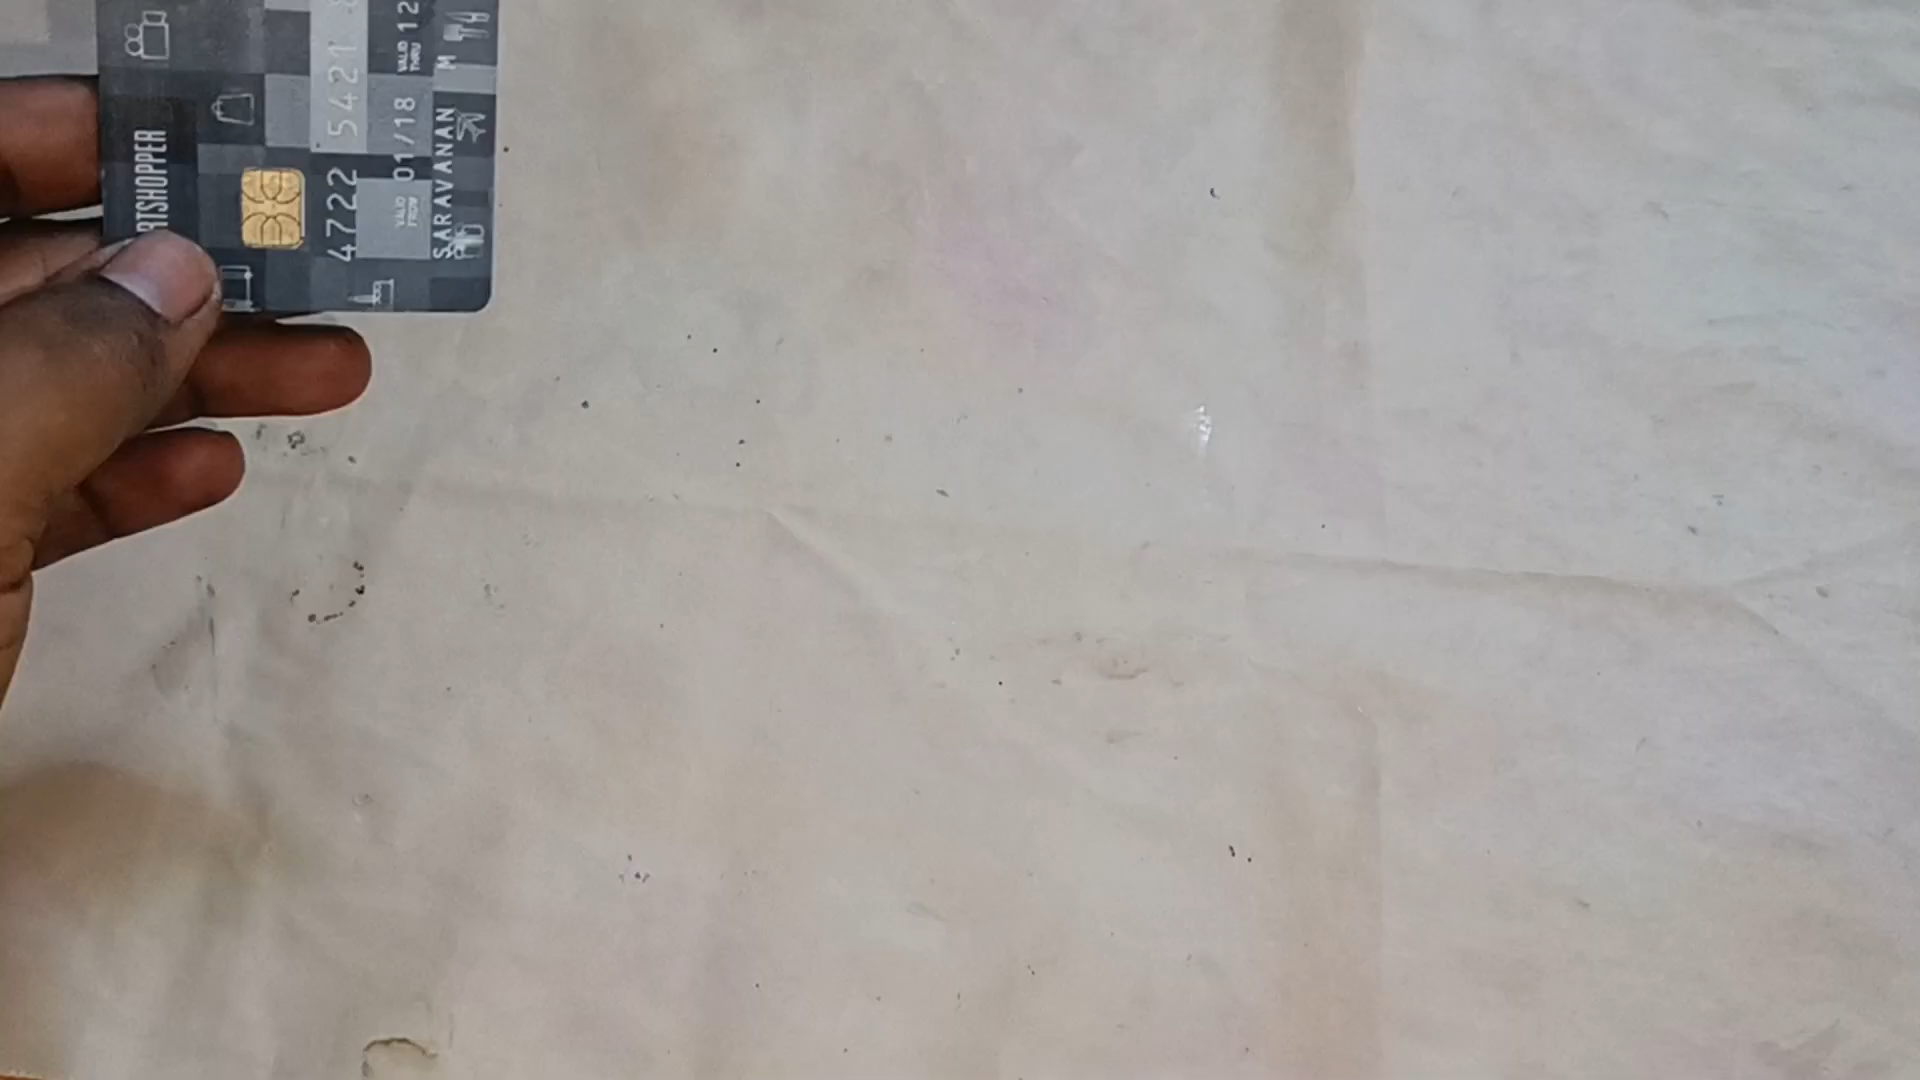 RTSHOPPER
4722 5421
VALID FROM 01/18 VALID THRU 12
SARAVANAN M